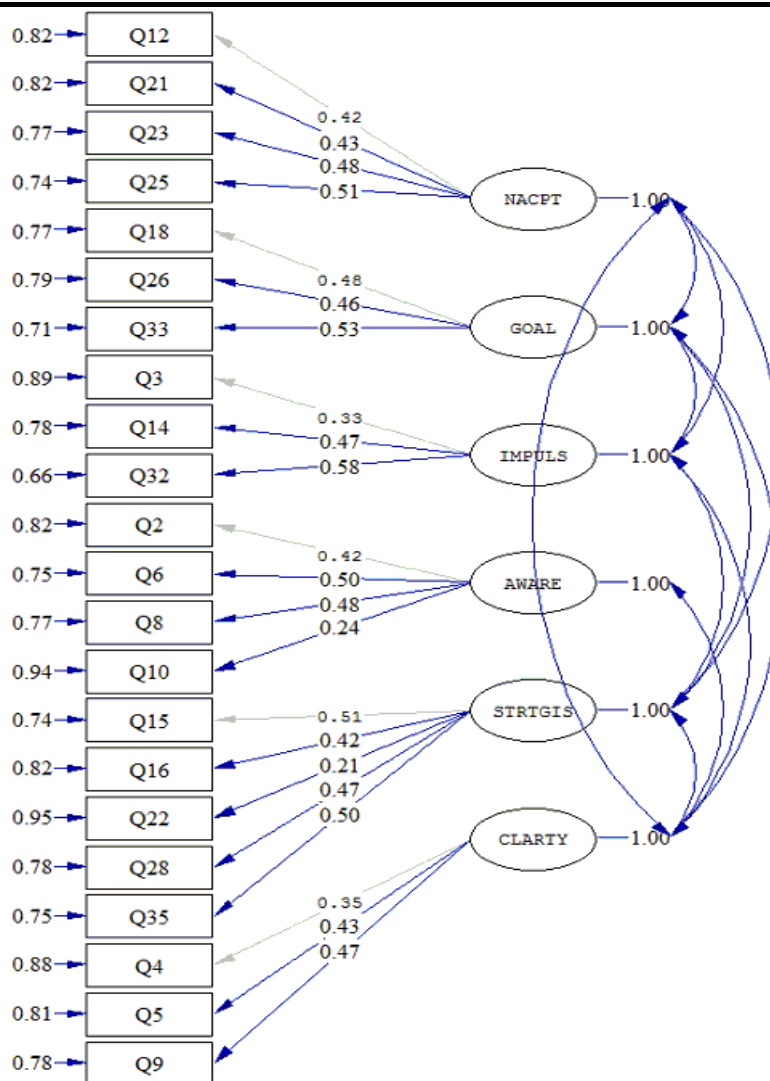 0.82 Q12
0.82 Q21
0.42
0.77 Q23
0.43
0.48
0.74 Q25
0.51
NACPT 1.00
0.77 Q18
0.79 Q26
0.48
0.46
0.71 Q33
0.53
GOAL 1.00
0.89 Q3
0.33
0.78 Q14
0.47
IMPULS 1.00
0.58
0.66 Q32
0.82 Q2
0.42
0.75 Q6
0.50
AWARE 1.00
0.48
0.77 Q8
0.24
0.94 Q10
0.74 Q15
0.51
STRTGIS 1.00
0.42
0.82 Q16
0.21
0.47
0.95 Q22
0.50
CLARTY 1.00
0.78 Q28
0.75 Q35
0.35
0.43
0.47
0.88 Q4
0.81 Q5
0.78 Q9